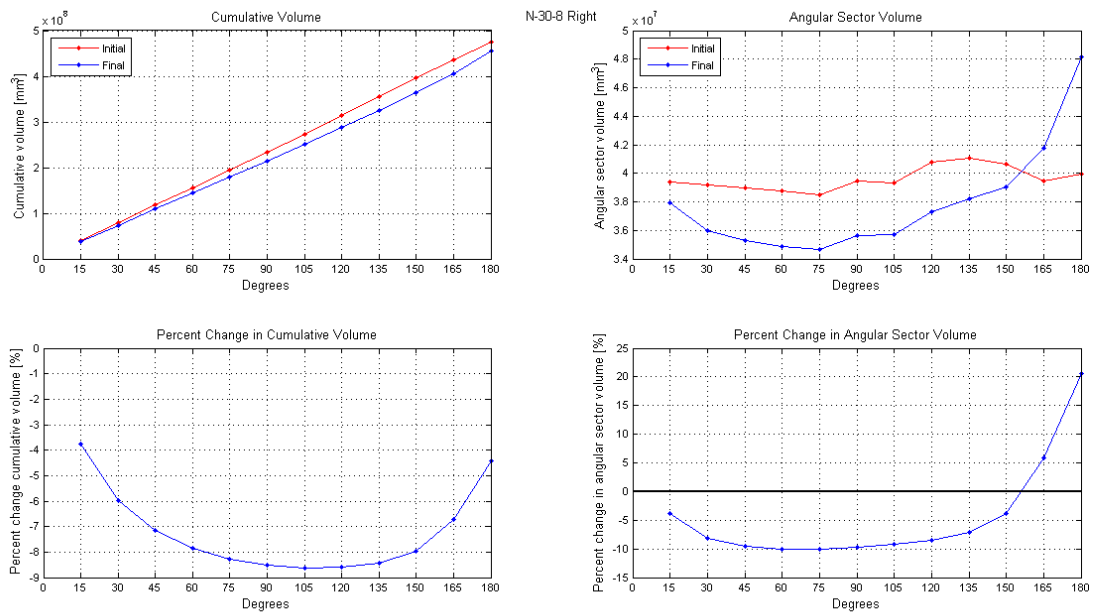 N-30-8 Right
Cumulative Volume
x 10^8
Initial
Final
5
4
3
2
1
0
Cumulative volume [mm^3]
0 15 30 45 60 75 90 105 120 135 150 165 180
Degrees
Angular Sector Volume
x 10^7
Initial
Final
5
4.8
4.6
4.4
4.2
4
3.8
3.6
3.4
Angular sector volume [mm^3]
0 15 30 45 60 75 90 105 120 135 150 165 180
Degrees
Percent Change in Cumulative Volume
0
-1
-2
-3
-4
-5
-6
-7
-8
-9
Percent change cumulative volume [%]
0 15 30 45 60 75 90 105 120 135 150 165 180
Degrees
Percent Change in Angular Sector Volume
25
20
15
10
5
0
-5
-10
-15
Percent change in angular sector volume [%]
0 15 30 45 60 75 90 105 120 135 150 165 180
Degrees